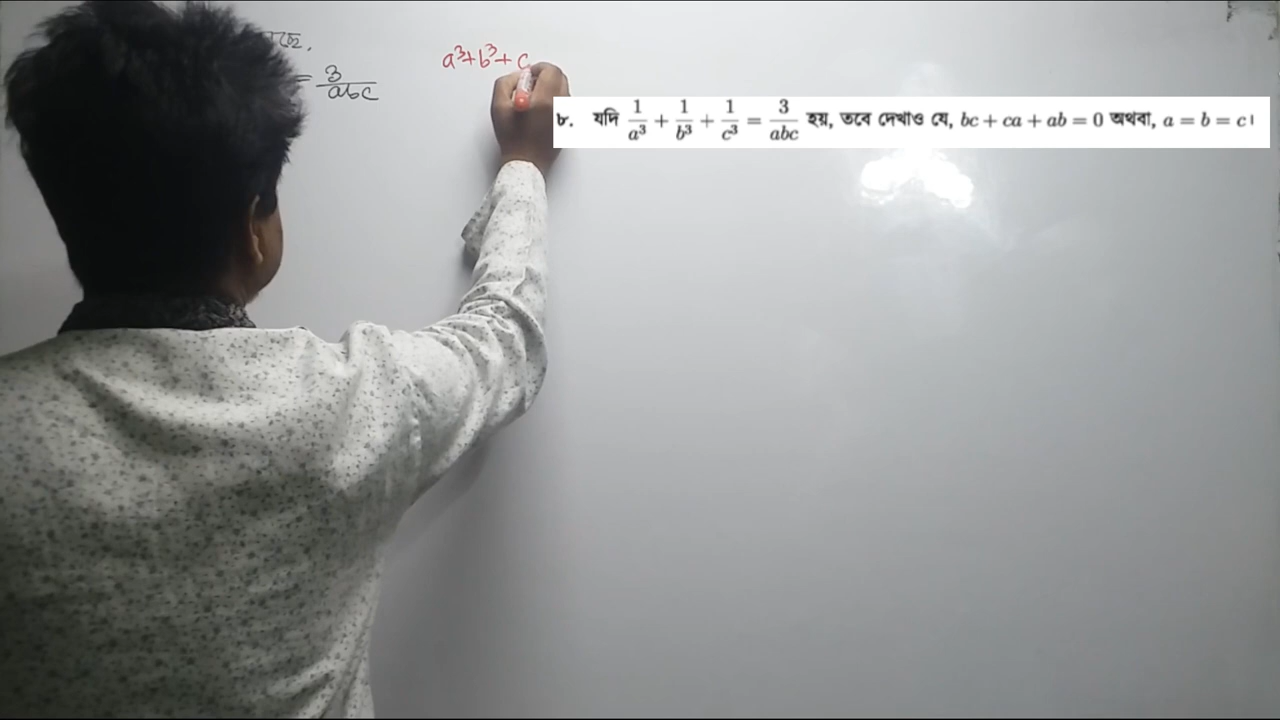 = 3/abc
a³+b³+c
৮. যদি 1/a³ + 1/b³ + 1/c³ = 3/abc হয়, তবে দেখাও যে, bc + ca + ab = 0 অথবা, a = b = c।